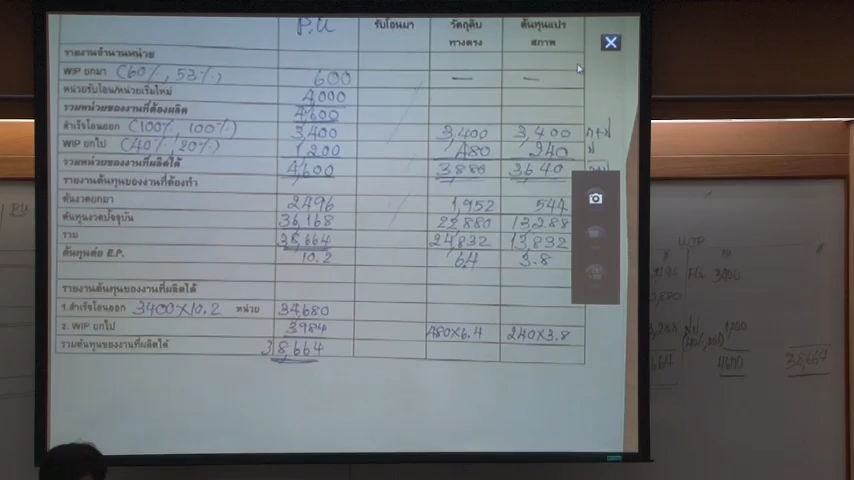 P.U รับโอนมา วัตถุดิบทางตรง ต้นทุนแปรสภาพ
รายงานจำนวนหน่วย
WIP ยกมา (60%, 53%) 600 — —
หน่วยรับโอน/หน่วยเริ่มใหม่ 4,000
รวมหน่วยของงานที่ต้องผลิต 4,600
สำเร็จโอนออก (100%, 100%) 3,400 3,400 3,400
WIP ยกไป (40%, 20%) 1,200 480 240
รวมหน่วยของงานที่ผลิตได้ 4,600 3,880 3,640
รายงานต้นทุนของงานที่ต้องทำ
ต้นงวดยกมา 2496 1,952 544
ต้นทุนงวดปัจจุบัน 36,168 22,880 13,288
รวม 38,664 24,832 13,832
ต้นทุนต่อ E.P. 10.2 6.4 3.8
รายงานต้นทุนของงานที่ผลิตได้
1.สำเร็จโอนออก 3400×10.2 หน่วย 34,680
2. WIP ยกไป 3984 480×6.4 240×3.8
รวมต้นทุนของงานที่ผลิตได้ 38,664
WIP
1200
4600 38,664